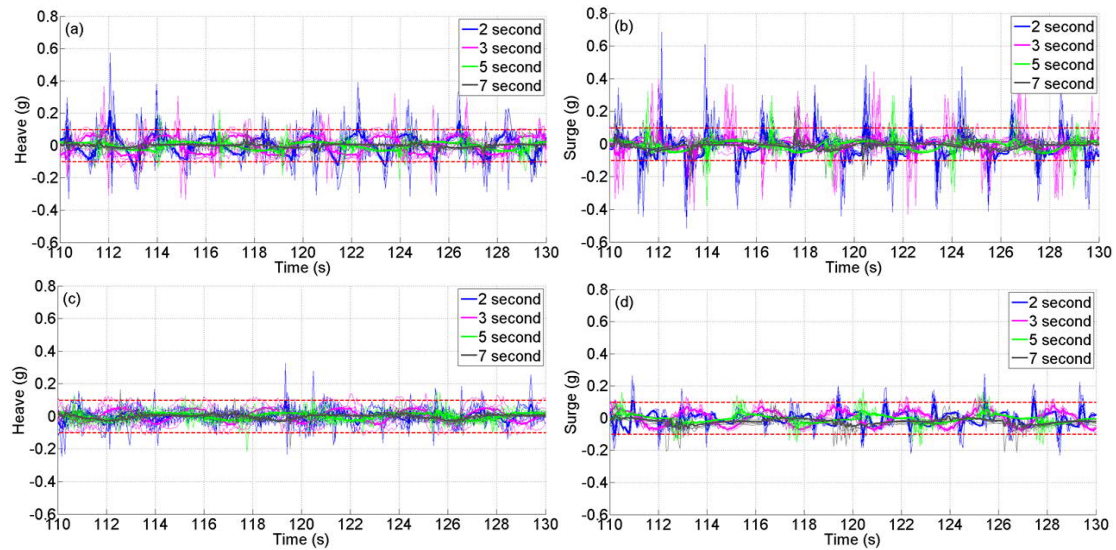 (a)
2 second
3 second
5 second
7 second
Heave (g)
0.8
0.6
0.4
0.2
0
-0.2
-0.4
-0.6
110 112 114 116 118 120 122 124 126 128 130
Time (s)
(b)
2 second
3 second
5 second
7 second
Surge (g)
0.8
0.6
0.4
0.2
0
-0.2
-0.4
-0.6
110 112 114 116 118 120 122 124 126 128 130
Time (s)
(c)
2 second
3 second
5 second
7 second
Heave (g)
0.8
0.6
0.4
0.2
0
-0.2
-0.4
-0.6
110 112 114 116 118 120 122 124 126 128 130
Time (s)
(d)
2 second
3 second
5 second
7 second
Surge (g)
0.8
0.6
0.4
0.2
0
-0.2
-0.4
-0.6
110 112 114 116 118 120 122 124 126 128 130
Time (s)